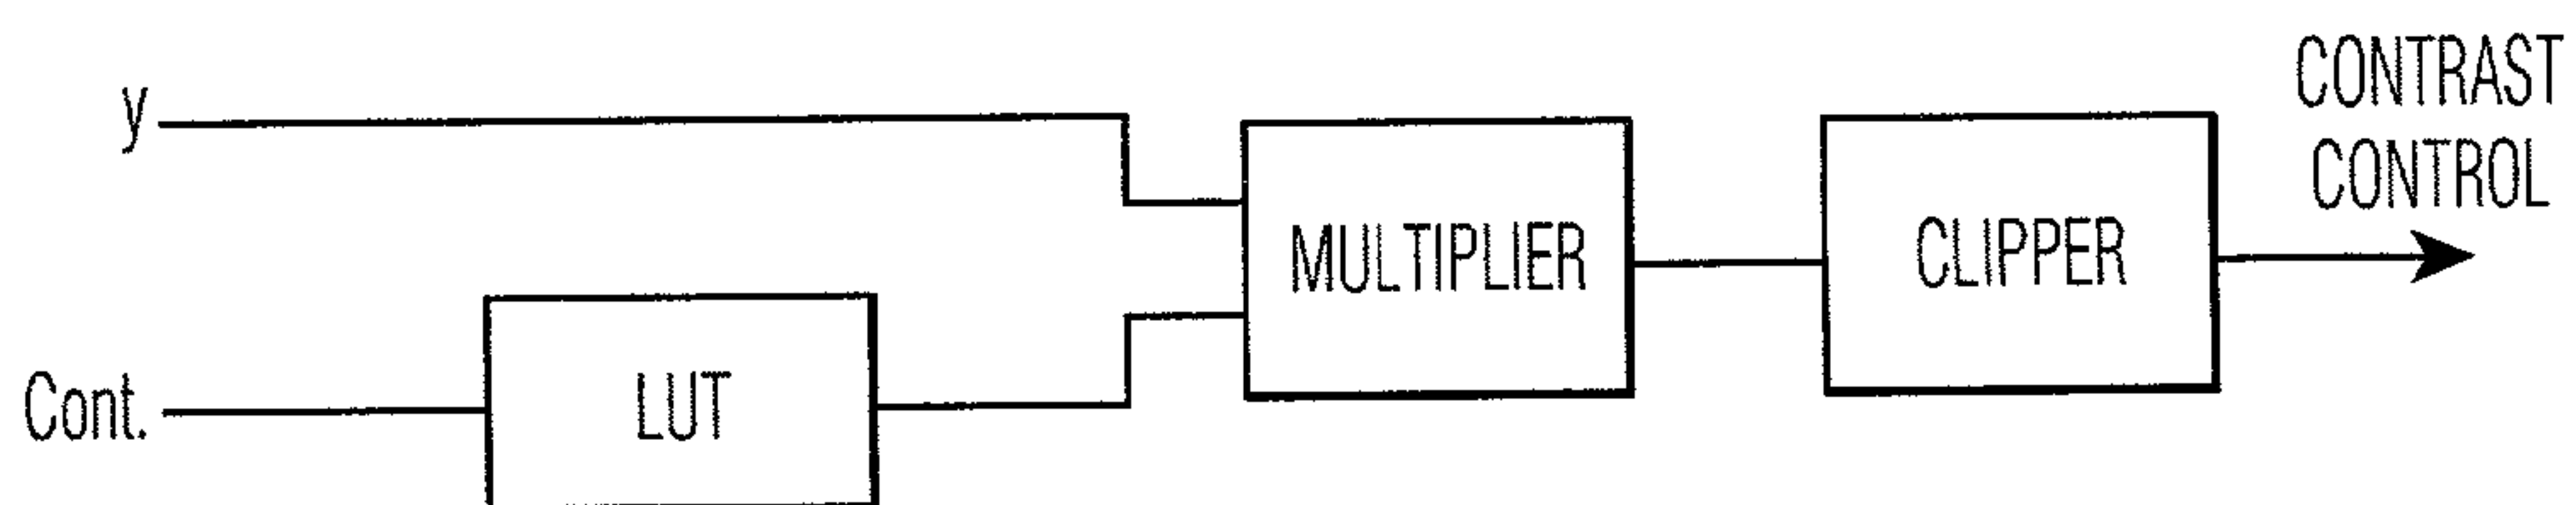 CONTRAST
CONTROL
y
MULTIPLIER
CLIPPER
Cont.
LUT